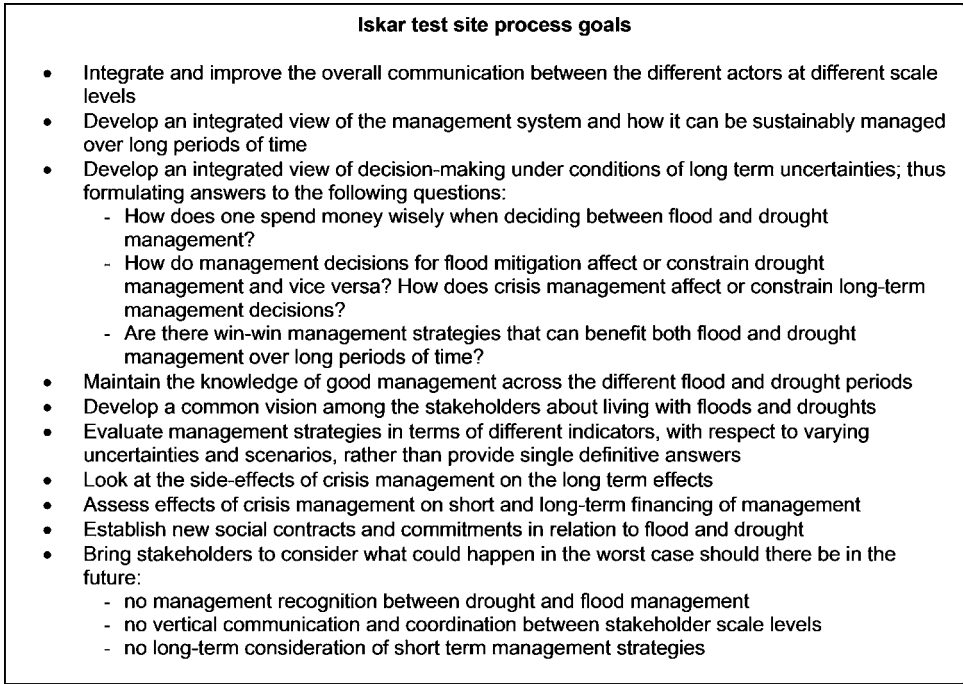 Iskar test site process goals
• Integrate and improve the overall communication between the different actors at different scale
levels
• Develop an integrated view of the management system and how it can be sustainably managed
over long periods of time
• Develop an integrated view of decision-making under conditions of long term uncertainties; thus
formulating answers to the following questions:
- How does one spend money wisely when deciding between flood and drought
management?
- How do management decisions for flood mitigation affect or constrain drought
management and vice versa? How does crisis management affect or constrain long-term
management decisions?
- Are there win-win management strategies that can benefit both flood and drought
management over long periods of time?
• Maintain the knowledge of good management across the different flood and drought periods
• Develop a common vision among the stakeholders about living with floods and droughts
• Evaluate management strategies in terms of different indicators, with respect to varying
uncertainties and scenarios, rather than provide single definitive answers
• Look at the side-effects of crisis management on the long term effects
• Assess effects of crisis management on short and long-term financing of management
• Establish new social contracts and commitments in relation to flood and drought
• Bring stakeholders to consider what could happen in the worst case should there be in the
future:
- no management recognition between drought and flood management
- no vertical communication and coordination between stakeholder scale levels
- no long-term consideration of short term management strategies